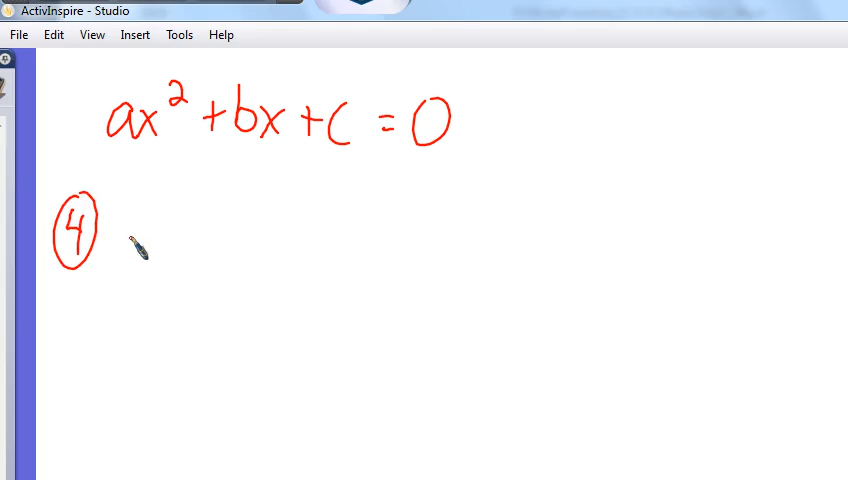 ActivInspire - Studio
File Edit View Insert Tools Help
ax² + bx + c = 0
④